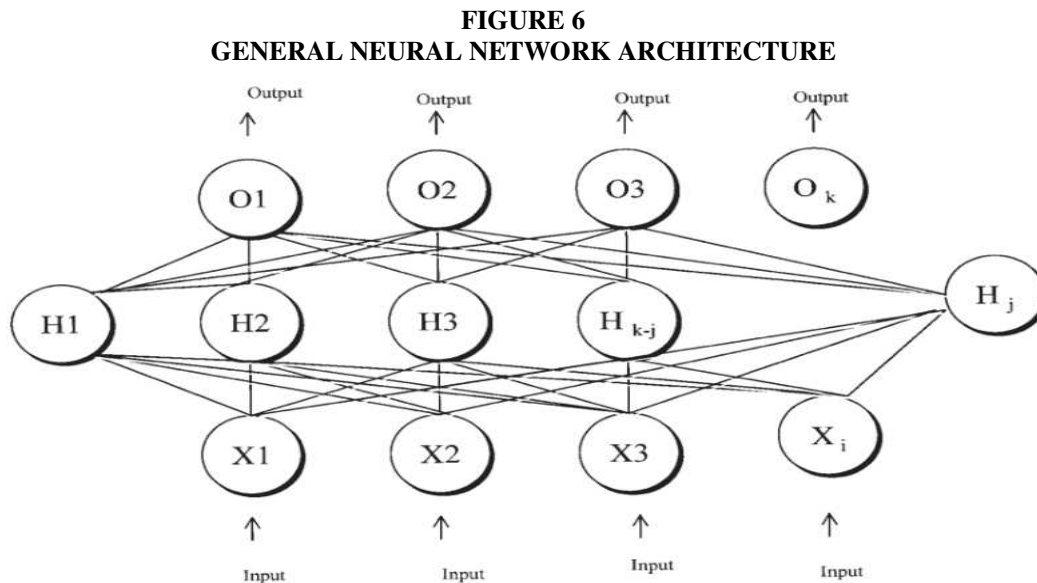 FIGURE 6
GENERAL NEURAL NETWORK ARCHITECTURE
Output Output Output Output
O1 O2 O3 O k
H1 H2 H3 H k-j H j
X1 X2 X3 X i
Input Input Input Input